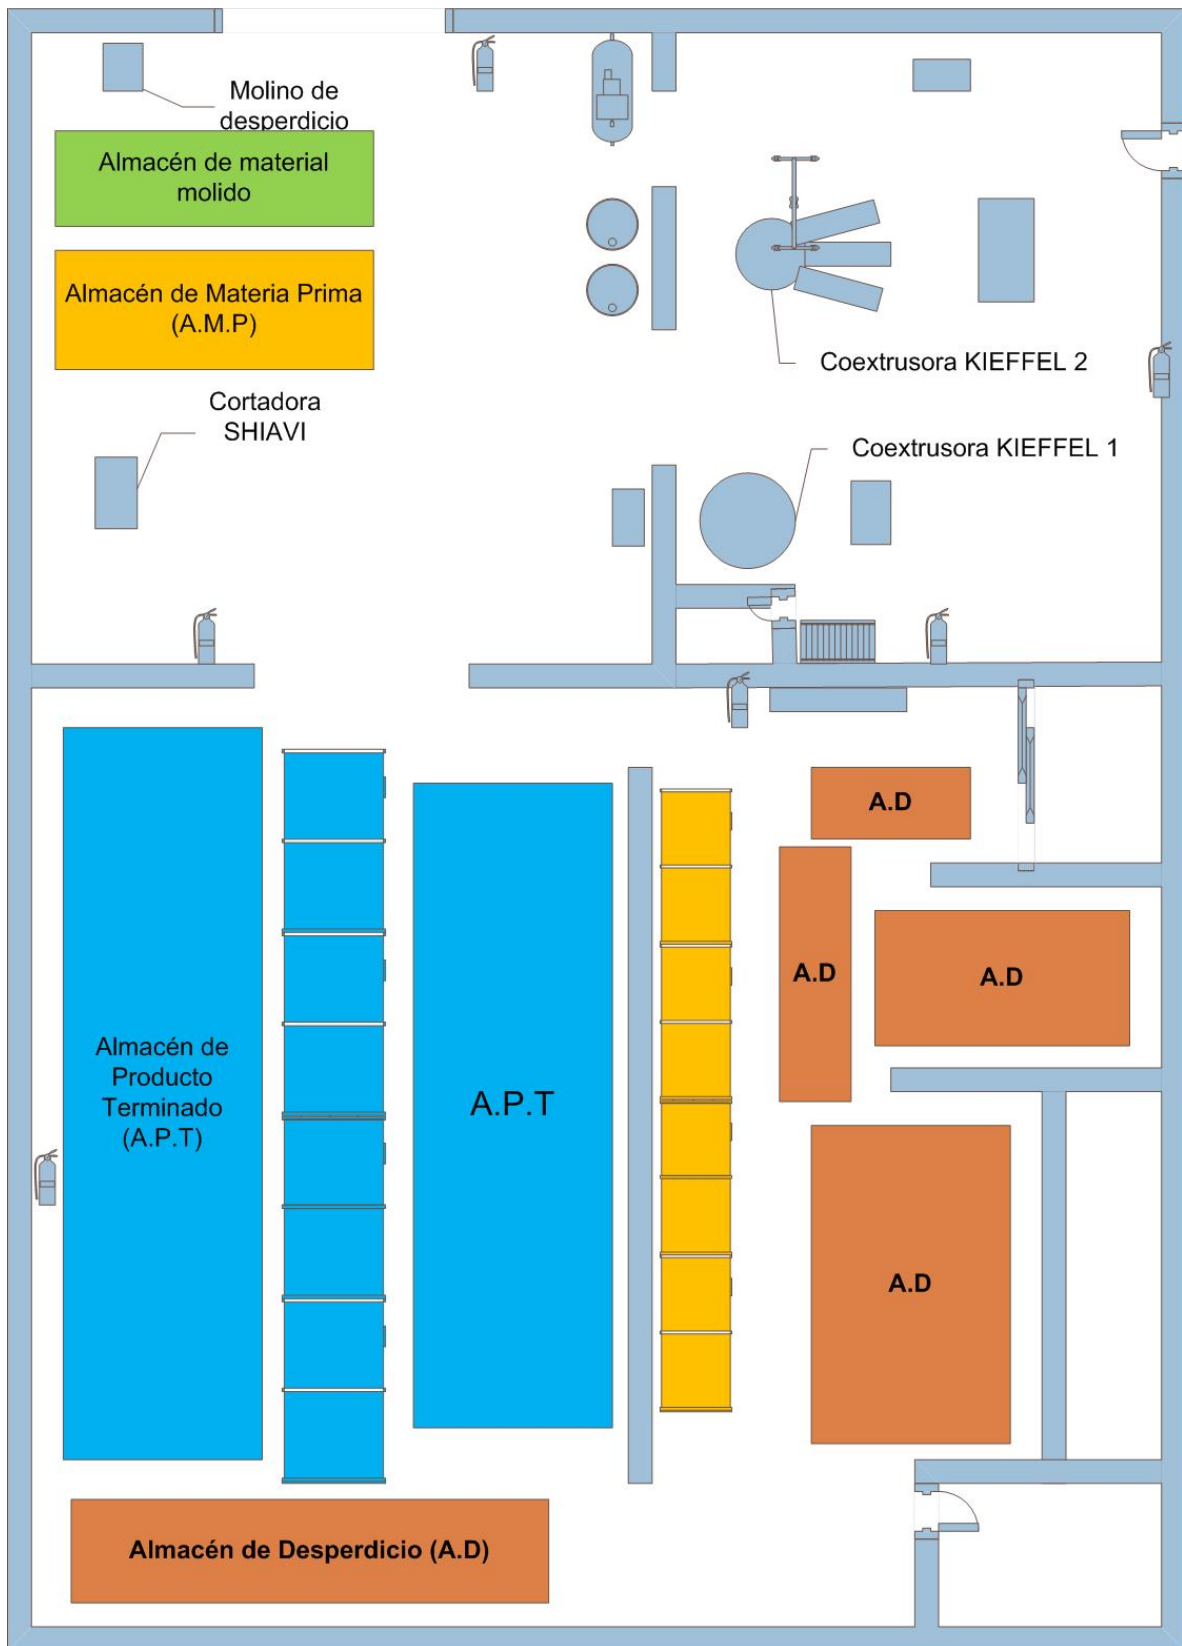 Molino de
desperdicio
Almacén de material
molido
Almacén de Materia Prima
(A.M.P)
Coextrusora KIEFFEL 2
Cortadora
SHIAVI
Coextrusora KIEFFEL 1
A.D
A.D
A.D
Almacén de
Producto
Terminado
(A.P.T)
A.P.T
A.D
Almacén de Desperdicio (A.D)